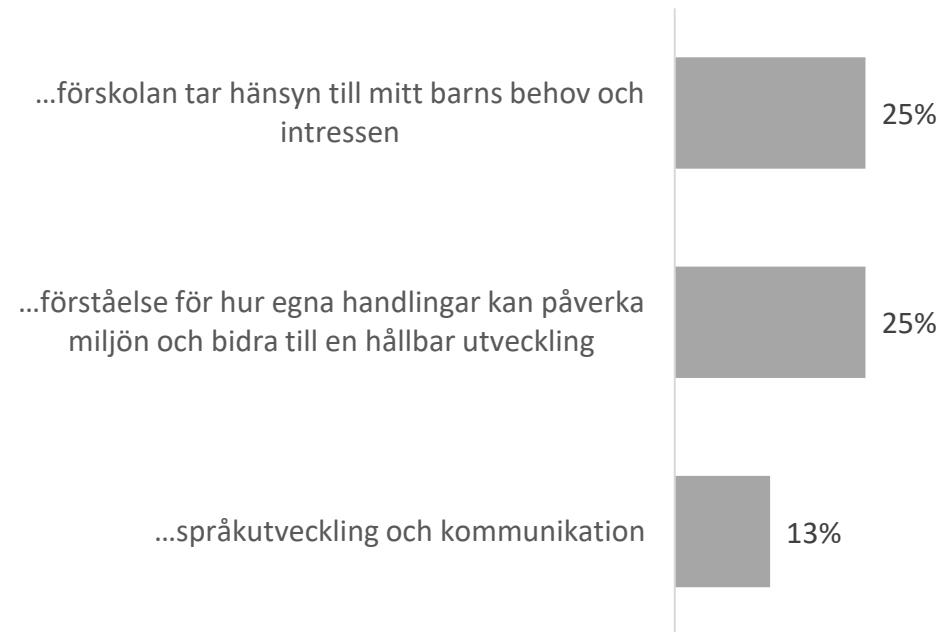 ...förskolan tar hänsyn till mitt barns behov och
intressen
25%
...förståelse för hur egna handlingar kan påverka
miljön och bidra till en hållbar utveckling
25%
...språkutveckling och kommunikation
13%